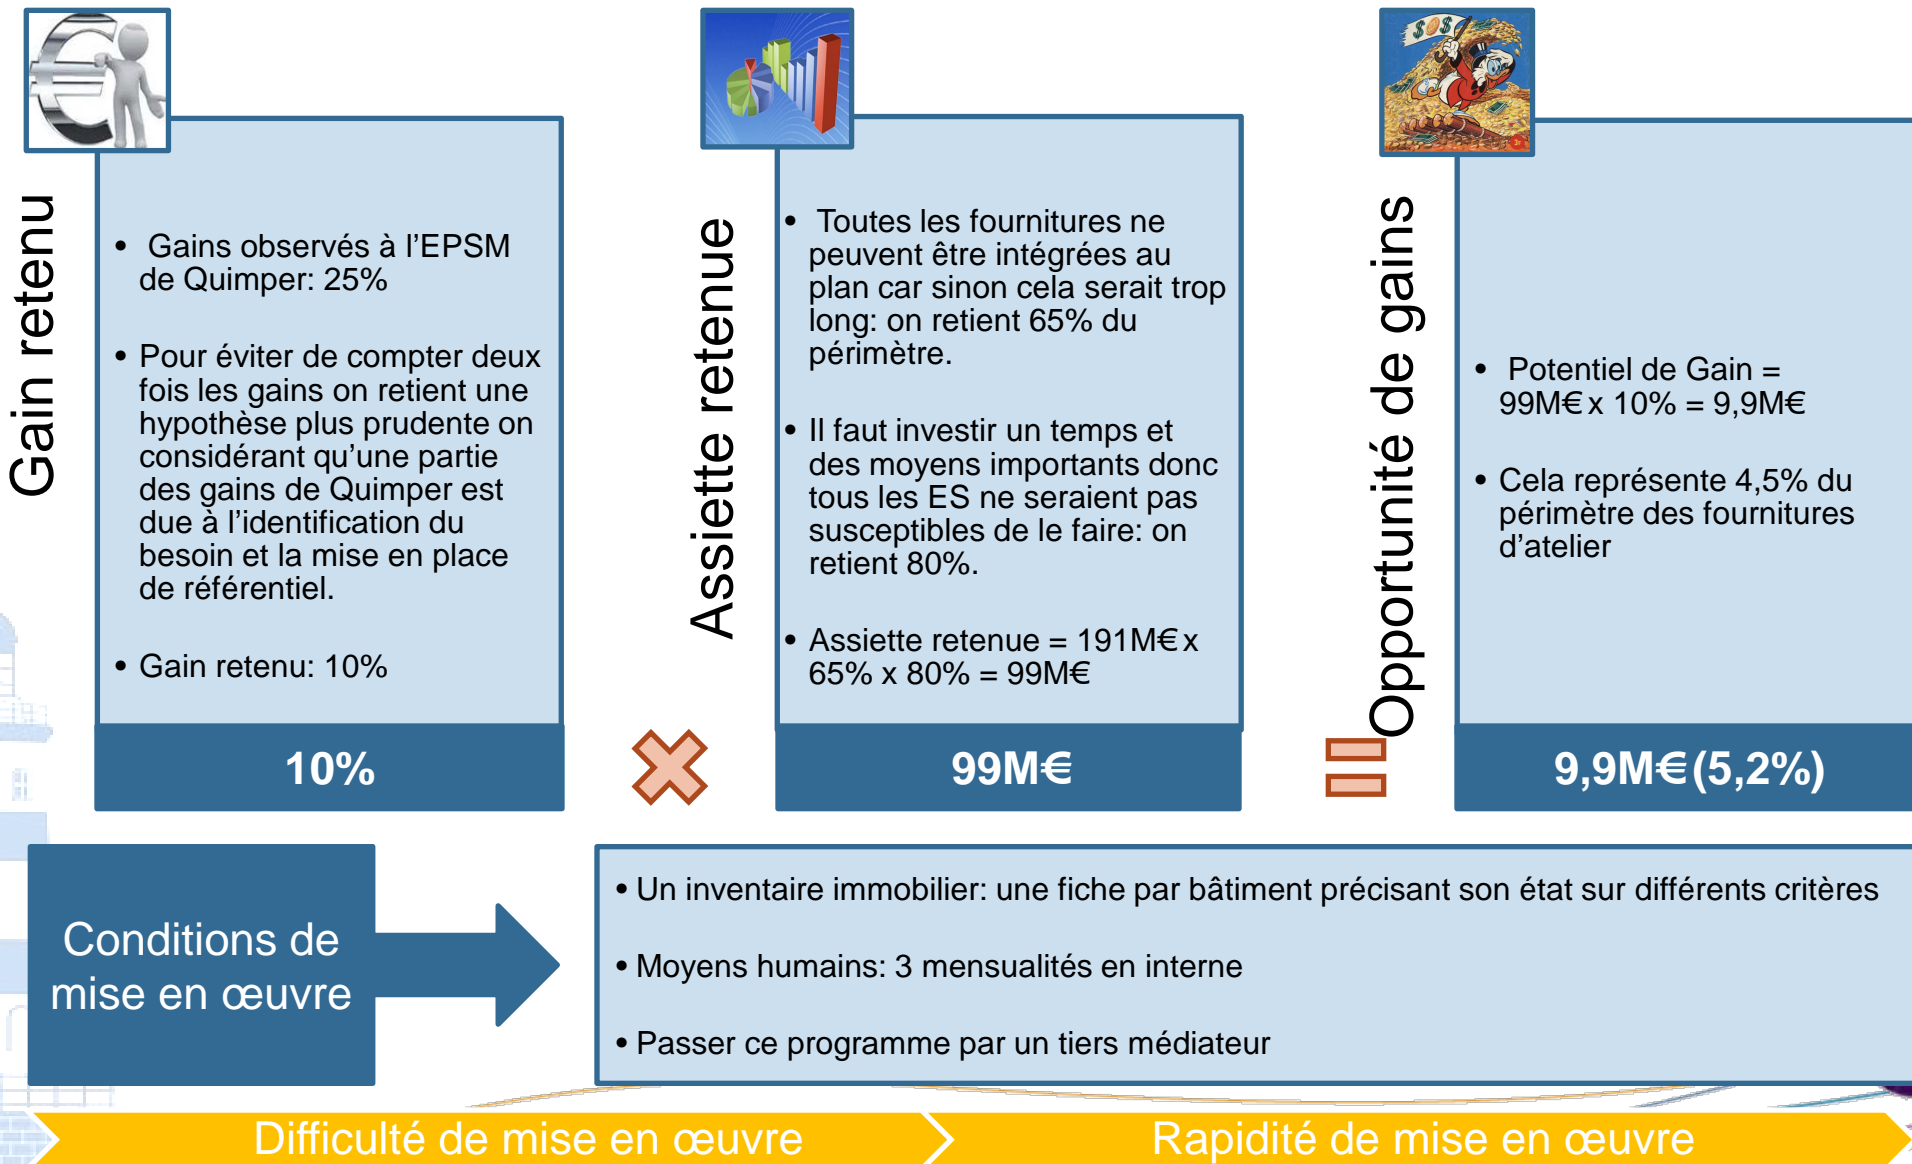 Gain retenu
• Gains observés à l’EPSM
de Quimper: 25%
• Pour éviter de compter deux
fois les gains on retient une
hypothèse plus prudente on
considérant qu’une partie
des gains de Quimper est
due à l’identification du
besoin et la mise en place
de référentiel.
• Gain retenu: 10%
10%
Assiette retenue
• Toutes les fournitures ne
peuvent être intégrées au
plan car sinon cela serait trop
long: on retient 65% du
périmètre.
• Il faut investir un temps et
des moyens importants donc
tous les ES ne seraient pas
susceptibles de le faire: on
retient 80%.
• Assiette retenue = 191M€ x
65% x 80% = 99M€
99M€
$0$
Opportunité de gains
• Potentiel de Gain =
99M€ x 10% = 9,9M€
• Cela représente 4,5% du
périmètre des fournitures
d’atelier
9,9M€ (5,2%)
Conditions de
mise en œuvre
• Un inventaire immobilier: une fiche par bâtiment précisant son état sur différents critères
• Moyens humains: 3 mensualités en interne
• Passer ce programme par un tiers médiateur
Difficulté de mise en œuvre
Rapidité de mise en œuvre